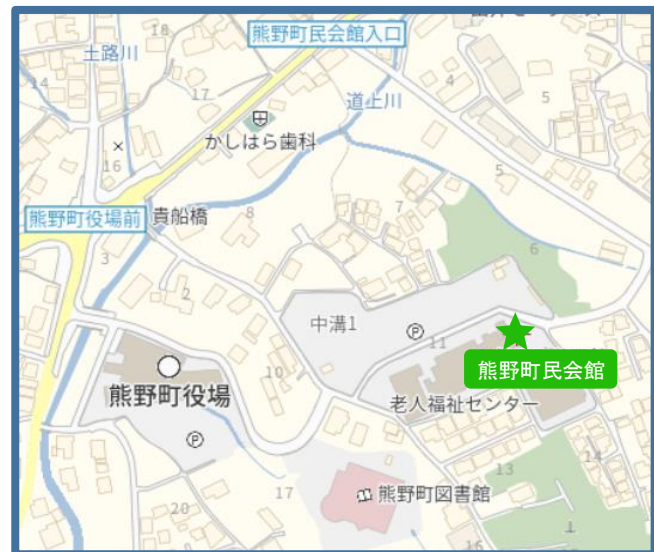 18
熊野町民会館入口
土路川
14
17
4
道上川
5
かしはら歯科
16
5
熊野町役場前
貴船橋
8
7
6
3
2
中溝1
11
熊野町民会館
10
熊野町役場
老人福祉センター
13
14
17
熊野町図書館
20
16